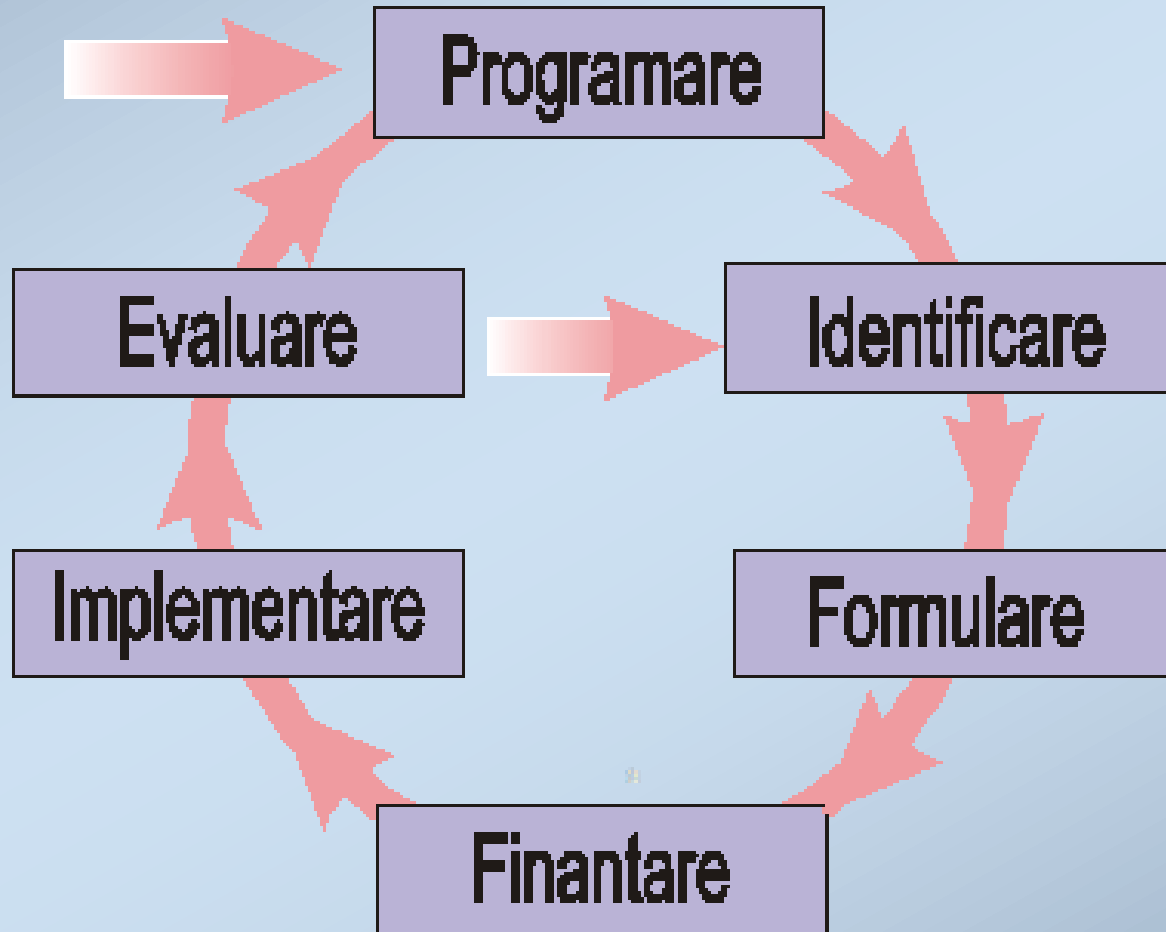 Programare
Evaluare
Identificare
Implementare
Formulare
Finantare